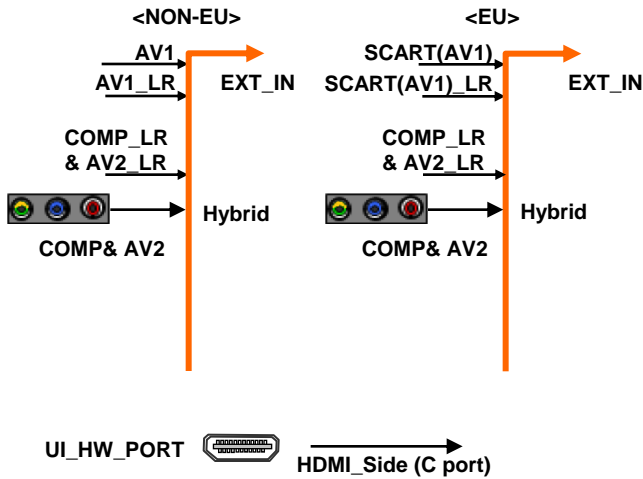 <NON-EU>
AV1
AV1_LR
EXT_IN
COMP_LR
& AV2_LR
Hybrid
COMP& AV2
<EU>
SCART(AV1)
SCART(AV1)_LR
EXT_IN
COMP_LR
& AV2_LR
Hybrid
COMP& AV2
UI_HW_PORT
HDMI_Side (C port)